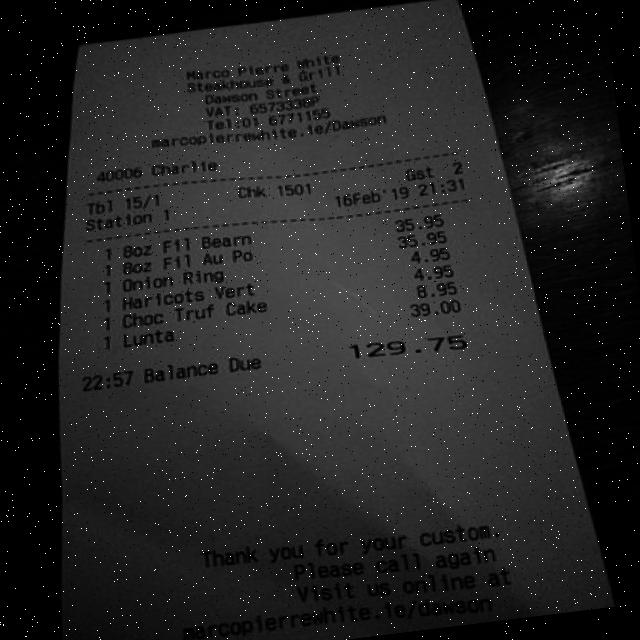 Marco Pierre White
Steakhouse & Grill
Dawson Street
VAT: 6573330P
Tel:01 6771155
marcopierrewhite.ie/Dawson
40006 Charlie
Tbl 15/1 Chk 1501 Gst 2
Station 1 16Feb'19 21:31
1 8oz Fil Bearn 35.95
1 8oz Fil Au Po 35.95
1 Onion Ring 4.95
1 Haricots Vert 4.95
1 Choc Truf Cake 8.95
1 Lunta 39.00
22:57 Balance Due 129.75
Thank you for your custom.
Please call again
Visit us online at
marcopierrewhite.ie/Dawson